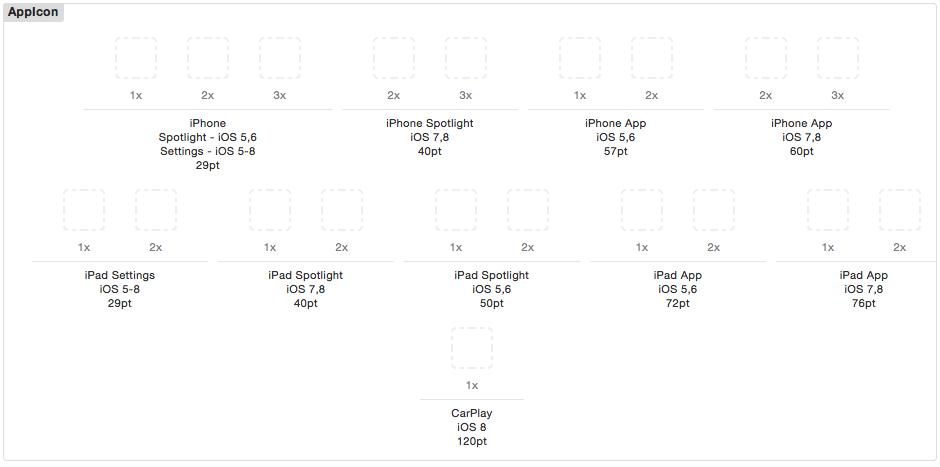 AppIcon
1x 2x 3x 2x 3x 1x 2x 2x 3x
iPhone
Spotlight - iOS 5,6
Settings - iOS 5-8
29pt
iPhone Spotlight
iOS 7,8
40pt
iPhone App
iOS 5,6
57pt
iPhone App
iOS 7,8
60pt
1x 2x 1x 2x 1x 2x 1x 2x 1x 2x
iPad Settings
iOS 5-8
29pt
iPad Spotlight
iOS 7,8
40pt
iPad Spotlight
iOS 5,6
50pt
iPad App
iOS 5,6
72pt
iPad App
iOS 7,8
76pt
1x
CarPlay
iOS 8
120pt